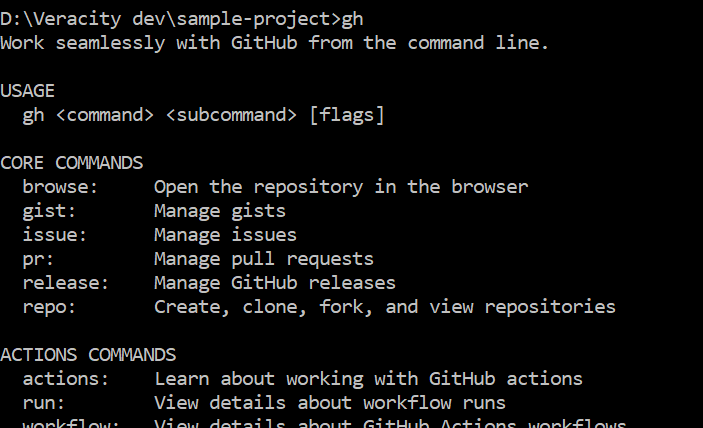 D:\Veracity dev\sample-project>gh
Work seamlessly with GitHub from the command line.
USAGE
gh <command> <subcommand> [flags]
CORE COMMANDS
browse: Open the repository in the browser
gist: Manage gists
issue: Manage issues
pr: Manage pull requests
release: Manage GitHub releases
repo: Create, clone, fork, and view repositories
ACTIONS COMMANDS
actions: Learn about working with GitHub actions
run: View details about workflow runs
workflow: View details about GitHub Actions workflows